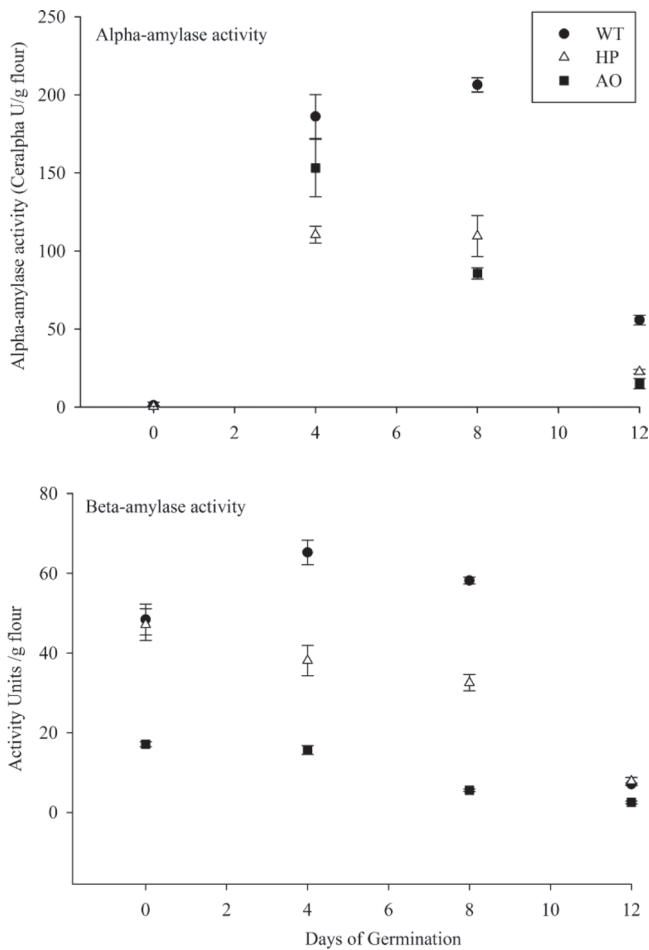 Alpha-amylase activity
WT
HP
AO
Alpha-amylase activity (Ceralpha U/g flour)
250
200
150
100
50
0
0 2 4 6 8 10 12
Beta-amylase activity
Activity Units /g flour
80
60
40
20
0
0 2 4 6 8 10 12
Days of Germination